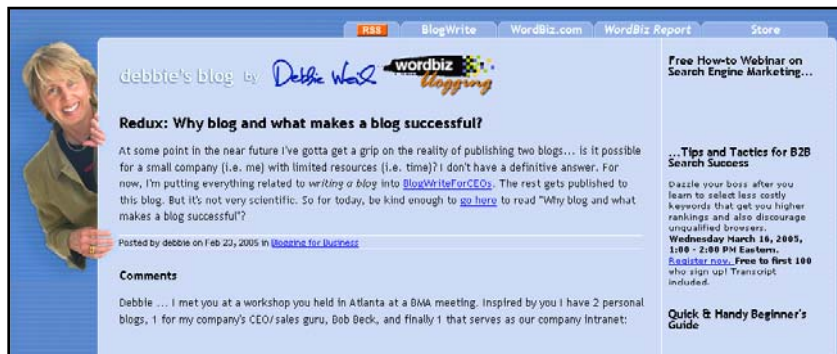 RSS BlogWrite WordBiz.com WordBiz Report Store
debbie's blog by Debbie Weil wordbiz
blogging
Redux: Why blog and what makes a blog successful?
At some point in the near future I've gotta get a grip on the reality of publishing two blogs... is it possible
for a small company (i.e. me) with limited resources (i.e. time)? I don't have a definitive answer. For
now, I'm putting everything related to writing a blog into BlogWriteForCEOs. The rest gets published to
this blog. But it's not very scientific. So for today, be kind enough to go here to read "Why blog and what
makes a blog successful"?
Posted by debbie on Feb 23, 2005 in Blogging for Business
Comments
Debbie ... I met you at a workshop you held in Atlanta at a BMA meeting. Inspired by you I have 2 personal
blogs, 1 for my company's CEO/sales guru, Bob Beck, and finally 1 that serves as our company intranet:
Free How-to Webinar on
Search Engine Marketing...
...Tips and Tactics for B2B
Search Success
Dazzle your boss after you
learn to select less costly
keywords that get you higher
rankings and also discourage
unqualified browsers.
Wednesday March 16, 2005,
1:00 - 2:00 PM Eastern.
Register now. Free to first 100
who sign up! Transcript
included.
Quick & Handy Beginner's
Guide